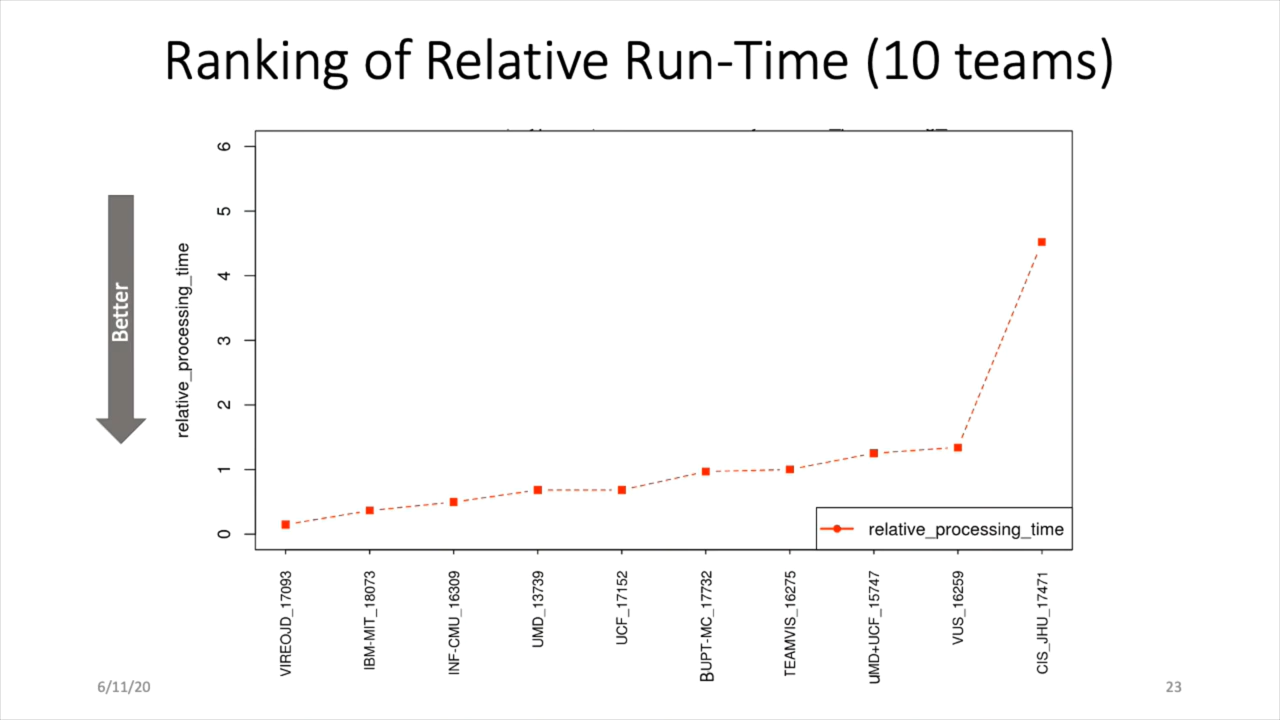 Ranking of Relative Run-Time (10 teams)
Better
relative_processing_time
6
5
4
3
2
1
0
relative_processing_time
VIREOJD_17093
IBM-MIT_18073
INF-CMU_16309
UMD_13739
UCF_17152
BUPT-MC_17732
TEAMVIS_16275
UMD+UCF_15747
VUS_16259
CIS_JHU_17471
6/11/20
23